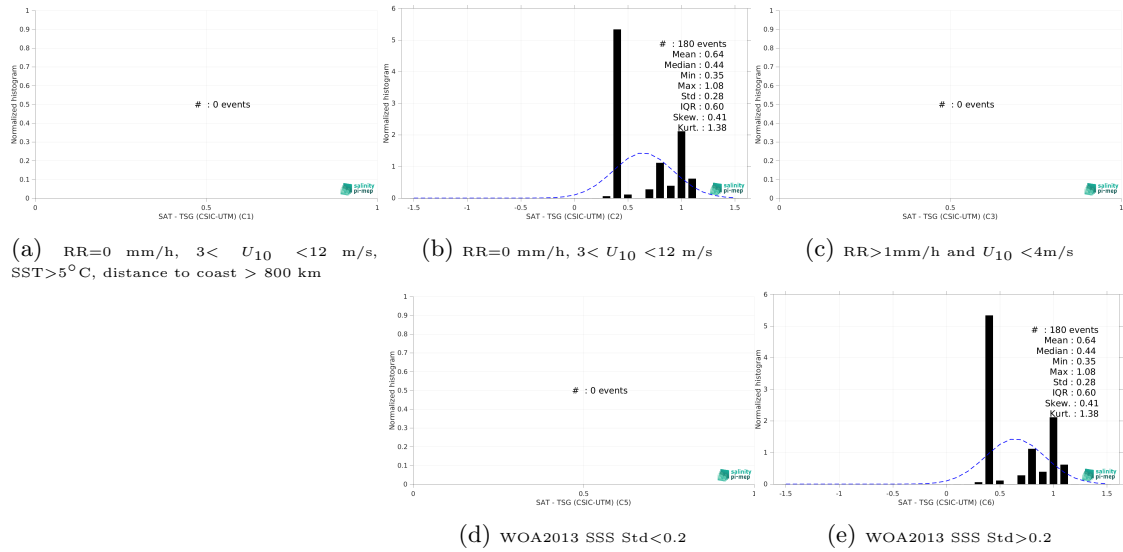 1
0.9
0.8
0.7
0.6
0.5
0.4
0.3
0.2
0.1
0
Normalized histogram
# : 0 events
0 0.5 1
SAT - TSG (CSIC-UTM) (C1)
salinity
pi-mep
6
5
4
3
2
1
0
Normalized histogram
# : 180 events
Mean : 0.64
Median : 0.44
Min : 0.35
Max : 1.08
Std : 0.28
IQR : 0.60
Skew. : 0.41
Kurt. : 1.38
-1.5 -1 -0.5 0 0.5 1 1.5
SAT - TSG (CSIC-UTM) (C2)
salinity
pi-mep
1
0.9
0.8
0.7
0.6
0.5
0.4
0.3
0.2
0.1
0
Normalized histogram
# : 0 events
0 0.5 1
SAT - TSG (CSIC-UTM) (C3)
salinity
pi-mep
(a) RR=0 mm/h, 3< U10 <12 m/s,
SST>5°C, distance to coast > 800 km
(b) RR=0 mm/h, 3< U10 <12 m/s
(c) RR>1mm/h and U10 <4m/s
1
0.9
0.8
0.7
0.6
0.5
0.4
0.3
0.2
0.1
0
Normalized histogram
# : 0 events
0 0.5 1
SAT - TSG (CSIC-UTM) (C5)
salinity
pi-mep
6
5
4
3
2
1
0
Normalized histogram
# : 180 events
Mean : 0.64
Median : 0.44
Min : 0.35
Max : 1.08
Std : 0.28
IQR : 0.60
Skew. : 0.41
Kurt. : 1.38
-1.5 -1 -0.5 0 0.5 1 1.5
SAT - TSG (CSIC-UTM) (C6)
salinity
pi-mep
(d) WOA2013 SSS Std<0.2
(e) WOA2013 SSS Std>0.2